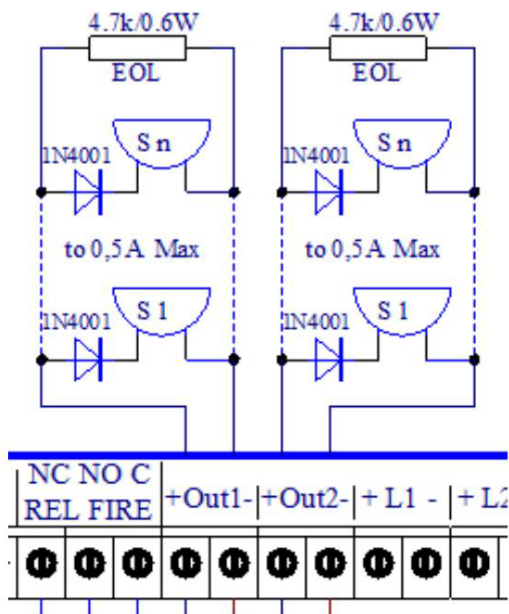 4.7k/0.6W 4.7k/0.6W
EOL EOL
S n S n
1N4001 1N4001
to 0,5A Max to 0,5A Max
S 1 S 1
1N4001 1N4001
NC NO C
REL FIRE +Out1-|+Out2-|+ L1 -|+ L2